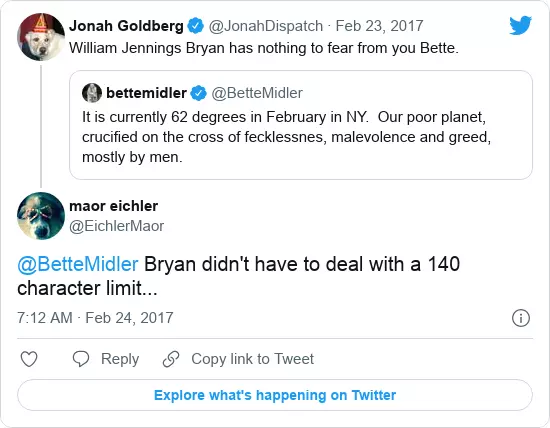 Jonah Goldberg @JonahDispatch · Feb 23, 2017
William Jennings Bryan has nothing to fear from you Bette.
bettemidler @BetteMidler
It is currently 62 degrees in February in NY.  Our poor planet,
crucified on the cross of fecklessnes, malevolence and greed,
mostly by men.
maor eichler
@EichlerMaor
@BetteMidler Bryan didn't have to deal with a 140
character limit...
7:12 AM · Feb 24, 2017
Reply Copy link to Tweet
Explore what's happening on Twitter